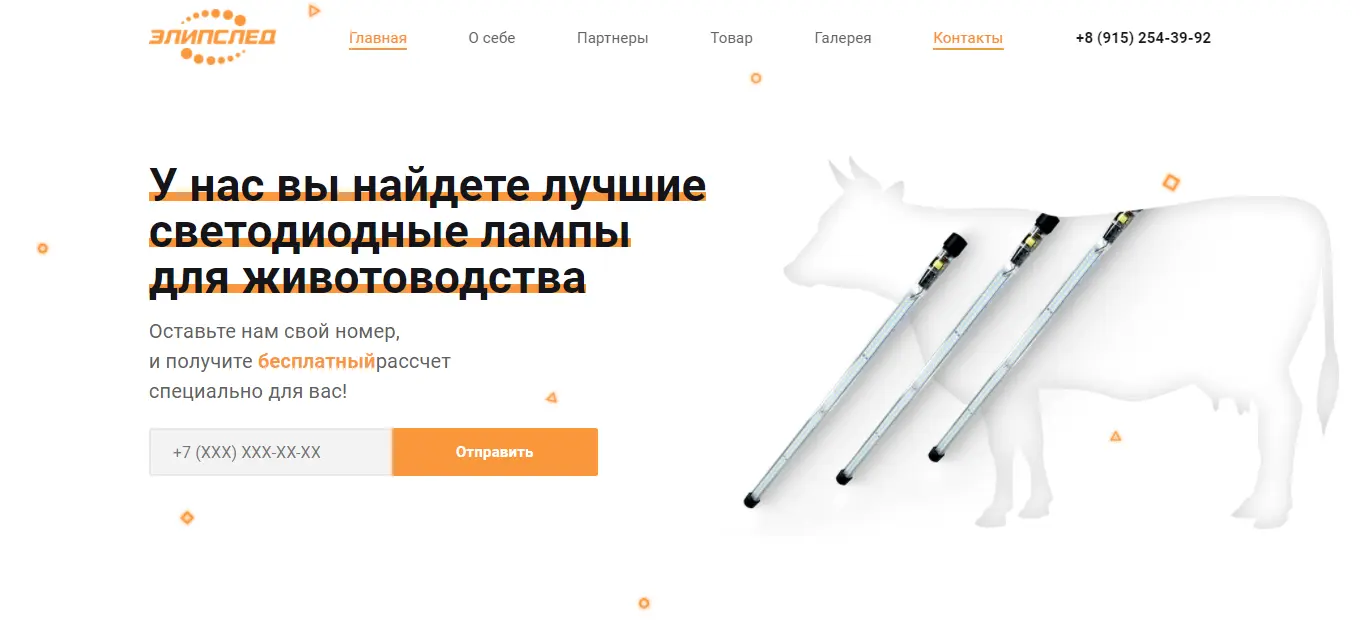 ЭЛИПСЛЕД
Главная О себе Партнеры Товар Галерея Контакты +8 (915) 254-39-92
У нас вы найдете лучшие
светодиодные лампы
для животоводства
Оставьте нам свой номер,
и получите бесплатныйрассчет
специально для вас!
+7 (XXX) XXX-XX-XX Отправить